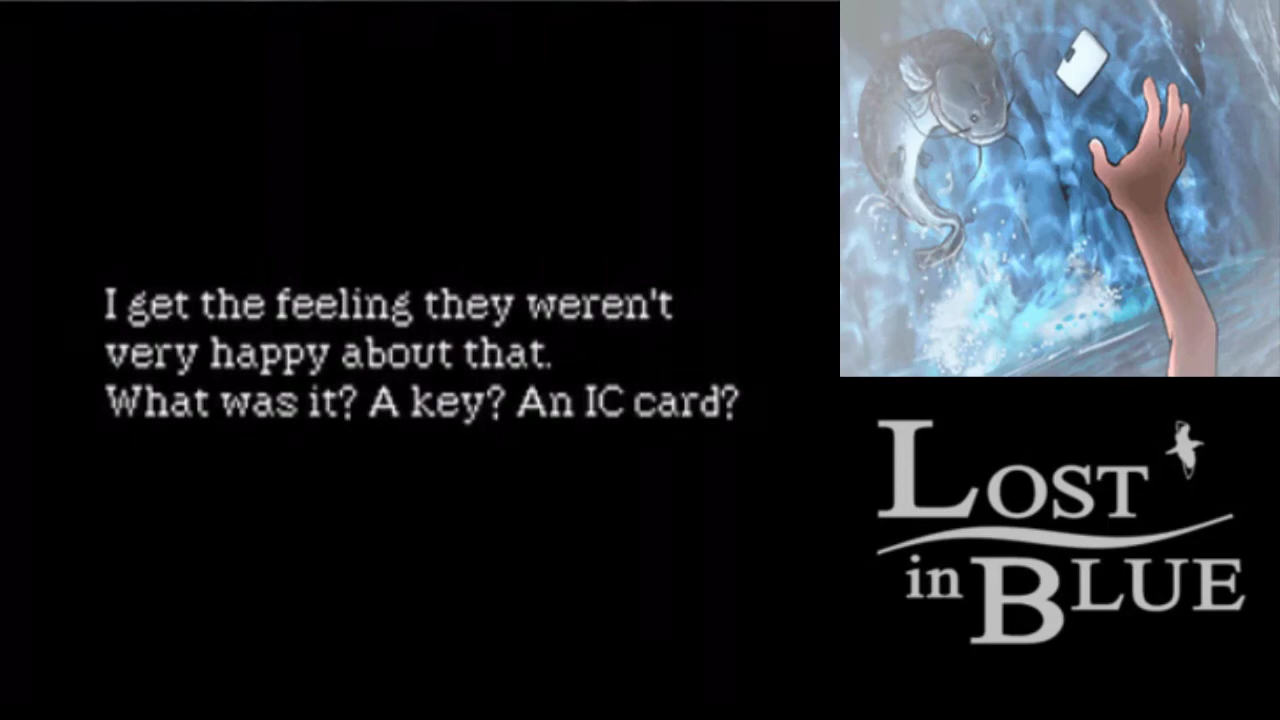 I get the feeling they weren't
very happy about that.
What was it? A key? An IC card?
LOST
in BLUE